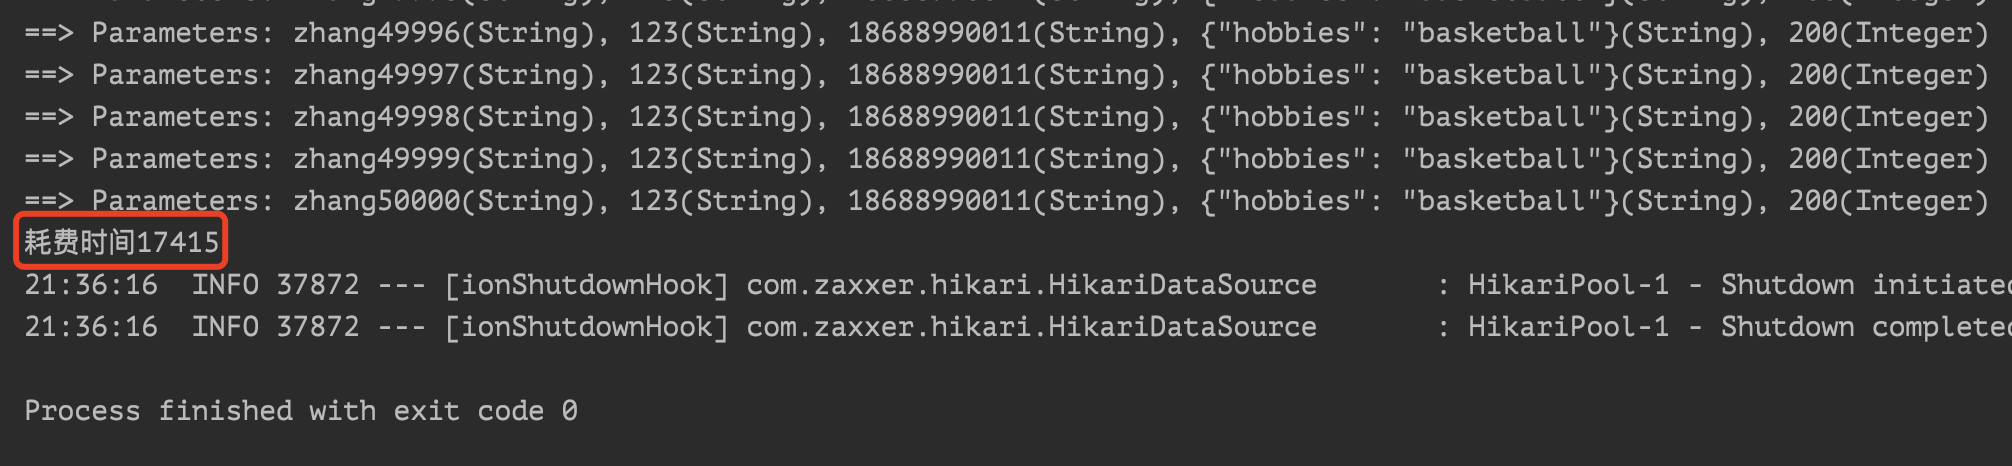 ==> Parameters: zhang49996(String), 123(String), 18688990011(String), {"hobbies": "basketball"}(String), 200(Integer)
==> Parameters: zhang49997(String), 123(String), 18688990011(String), {"hobbies": "basketball"}(String), 200(Integer)
==> Parameters: zhang49998(String), 123(String), 18688990011(String), {"hobbies": "basketball"}(String), 200(Integer)
==> Parameters: zhang49999(String), 123(String), 18688990011(String), {"hobbies": "basketball"}(String), 200(Integer)
==> Parameters: zhang50000(String), 123(String), 18688990011(String), {"hobbies": "basketball"}(String), 200(Integer)
耗费时间17415
21:36:16  INFO 37872 --- [ionShutdownHook] com.zaxxer.hikari.HikariDataSource       : HikariPool-1 - Shutdown initiated
21:36:16  INFO 37872 --- [ionShutdownHook] com.zaxxer.hikari.HikariDataSource       : HikariPool-1 - Shutdown completed
Process finished with exit code 0